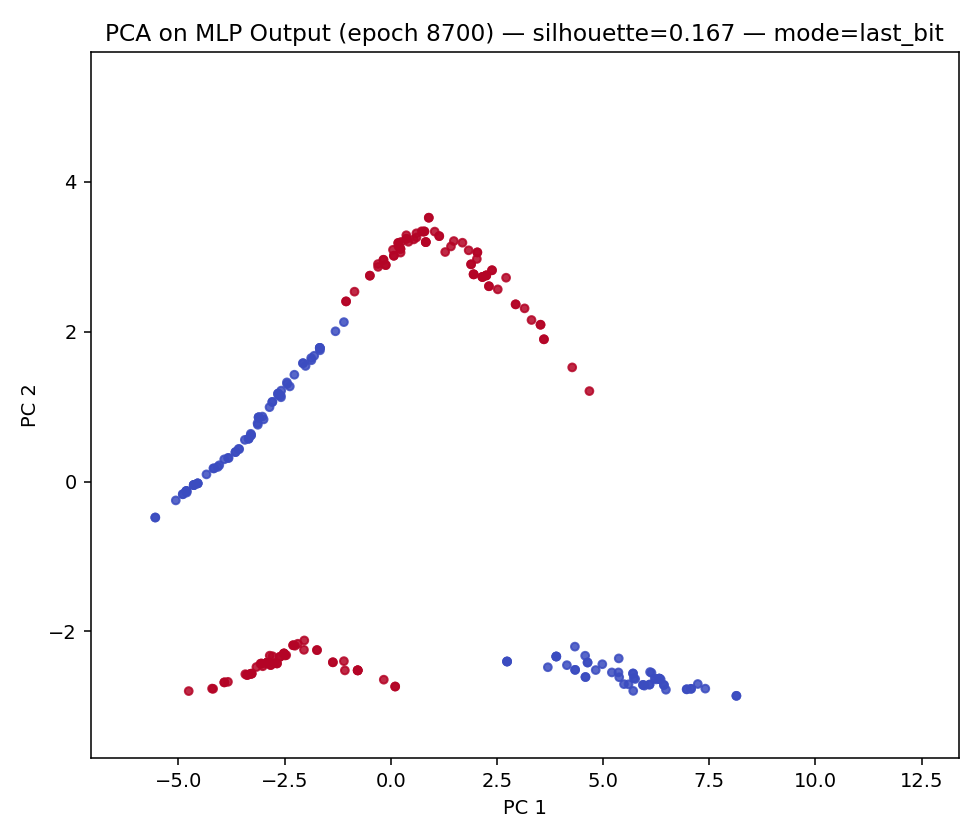 PCA on MLP Output (epoch 8700) — silhouette=0.167 — mode=last_bit
4
2
0
−2
PC 2
−5.0 −2.5 0.0 2.5 5.0 7.5 10.0 12.5
PC 1